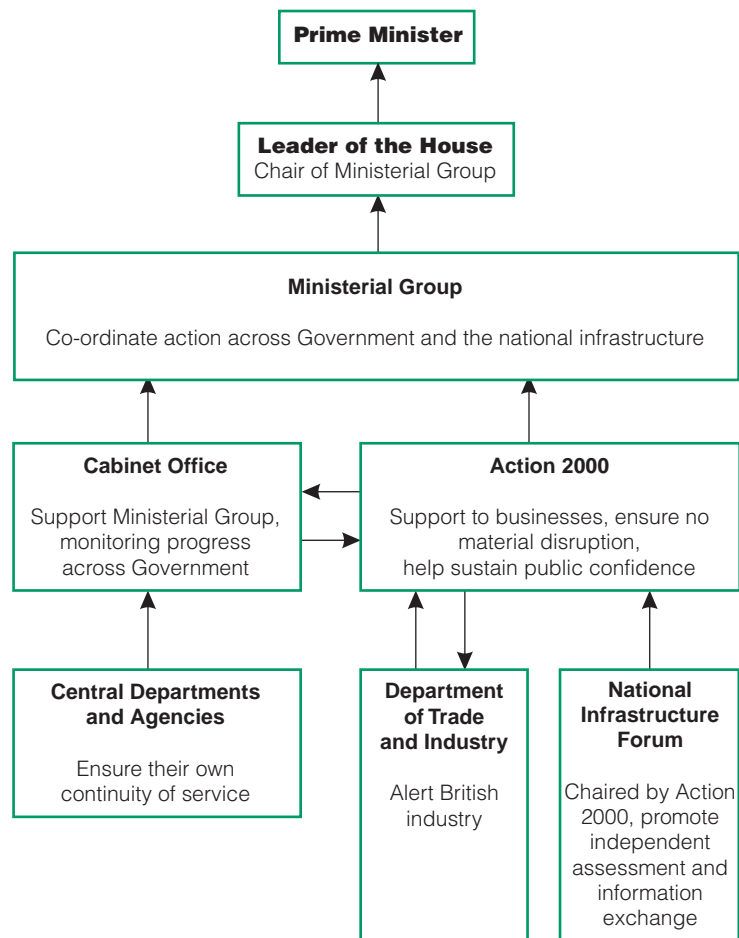 Prime Minister
Leader of the House
Chair of Ministerial Group
Ministerial Group
Co-ordinate action across Government and the national infrastructure
Cabinet Office
Support Ministerial Group,
monitoring progress
across Government
Action 2000
Support to businesses, ensure no
material disruption,
help sustain public confidence
Central Departments
and Agencies
Ensure their own
continuity of service
Department
of Trade
and Industry
Alert British
industry
National
Infrastructure
Forum
Chaired by Action
2000, promote
independent
assessment and
information
exchange